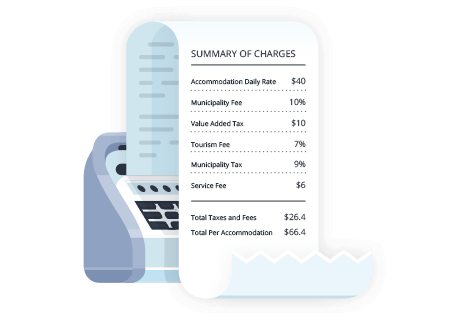 SUMMARY OF CHARGES
Accommodation Daily Rate $40
Municipality Fee 10%
Value Added Tax $10
Tourism Fee 7%
Municipality Tax 9%
Service Fee $6
Total Taxes and Fees $26.4
Total Per Accommodation $66.4